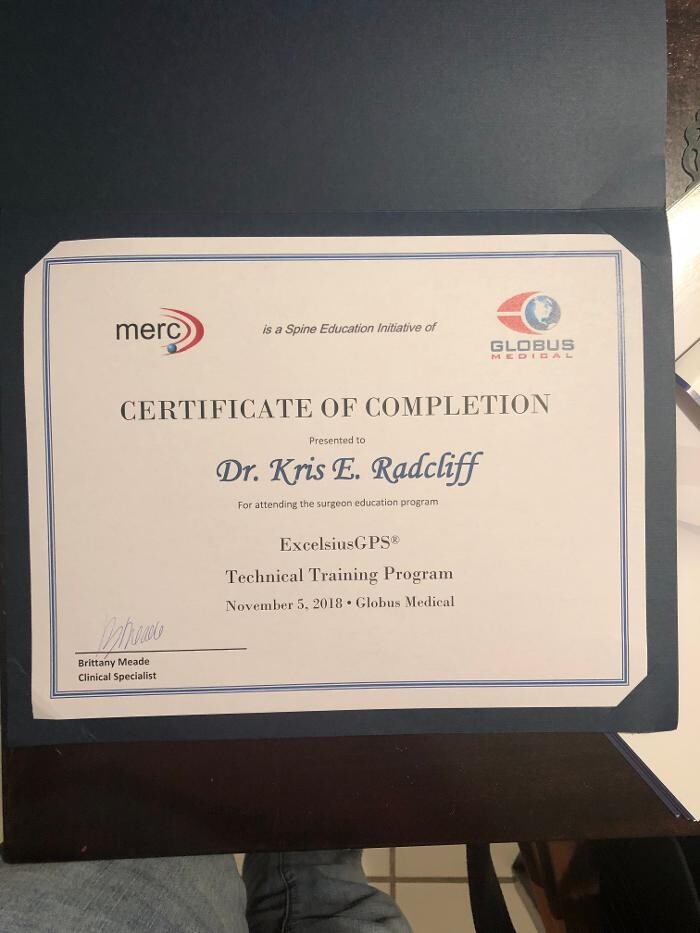 merc is a Spine Education Initiative of GLOBUS MEDICAL
CERTIFICATE OF COMPLETION
Presented to
Dr. Kris E. Radcliff
For attending the surgeon education program
ExcelsiusGPS®
Technical Training Program
November 5, 2018 • Globus Medical
Brittany Meade
Clinical Specialist